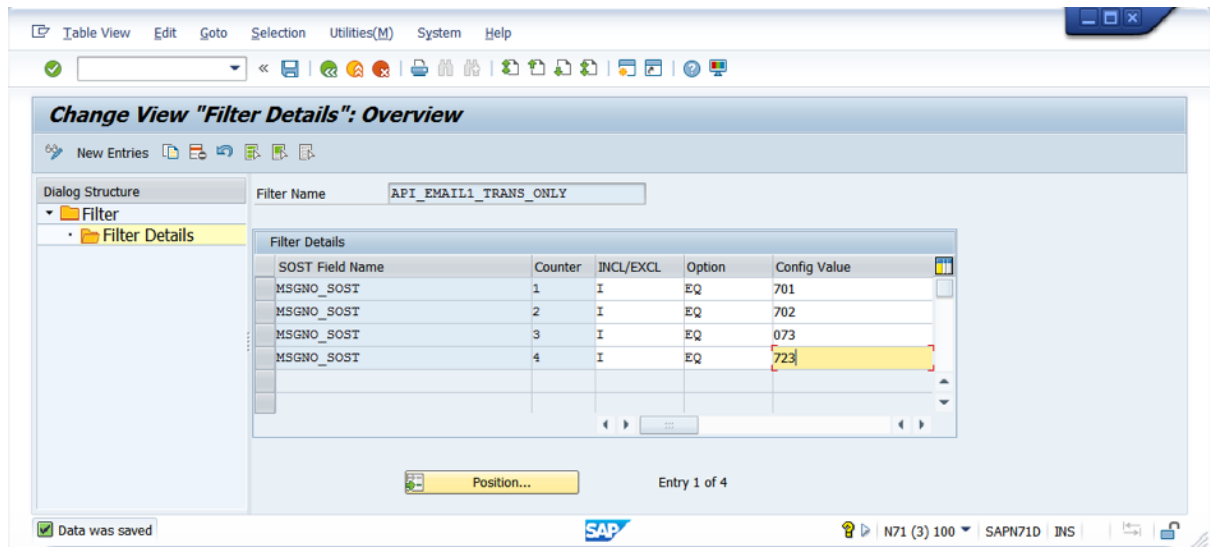 Table View Edit Goto Selection Utilities(M) System Help
Change View "Filter Details": Overview
New Entries
Dialog Structure
Filter Name API_EMAIL1_TRANS_ONLY
Filter
Filter Details
Filter Details
SOST Field Name Counter INCL/EXCL Option Config Value
MSGNO_SOST 1 I EQ 701
MSGNO_SOST 2 I EQ 702
MSGNO_SOST 3 I EQ 073
MSGNO_SOST 4 I EQ 723
Position... Entry 1 of 4
Data was saved SAP N71 (3) 100 SAPN71D INS